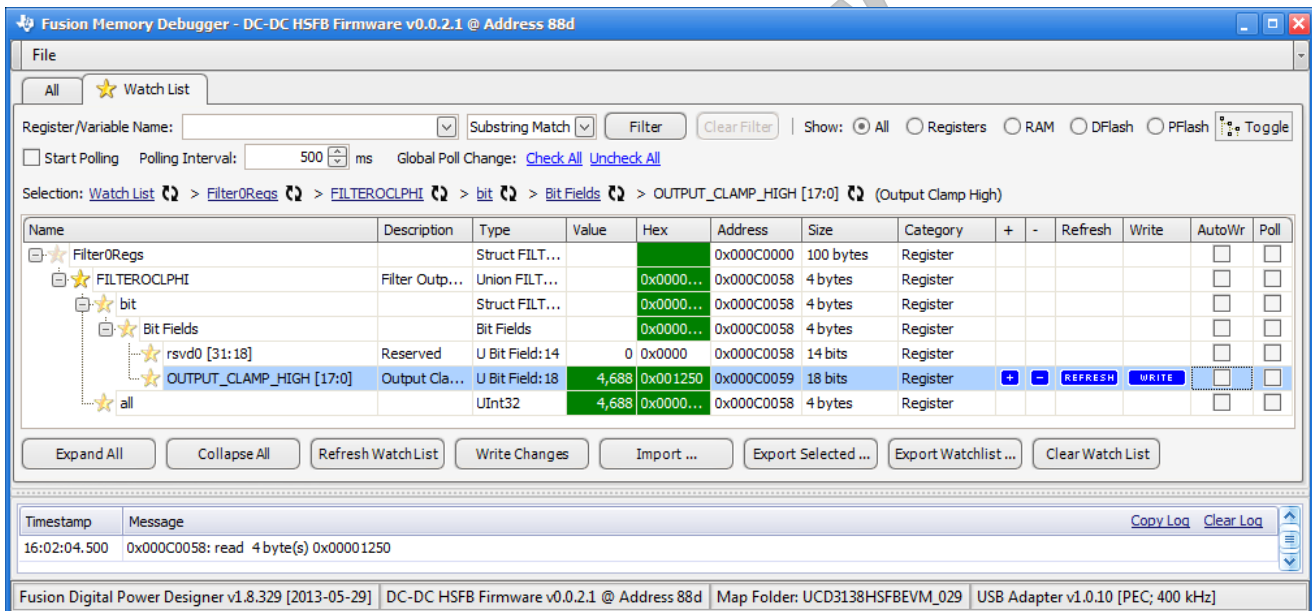 Fusion Memory Debugger - DC-DC HSFB Firmware v0.0.2.1 @ Address 88d
File
All Watch List
Register/Variable Name: Substring Match Filter Clear Filter Show: All Registers RAM DFlash PFlash Toggle
Start Polling Polling Interval: 500 ms Global Poll Change: Check All Uncheck All
Selection: Watch List > Filter0Regs > FILTEROCLPHI > bit > Bit Fields > OUTPUT_CLAMP_HIGH [17:0] (Output Clamp High)
Name Description Type Value Hex Address Size Category + - Refresh Write AutoWr Poll
Filter0Regs Struct FILT... 0x000C0000 100 bytes Register
FILTEROCLPHI Filter Outp... Union FILT... 0x0000... 0x000C0058 4 bytes Register
bit Struct FILT... 0x0000... 0x000C0058 4 bytes Register
Bit Fields Bit Fields 0x0000... 0x000C0058 4 bytes Register
rsvd0 [31:18] Reserved U Bit Field:14 0 0x0000 0x000C0058 14 bits Register
OUTPUT_CLAMP_HIGH [17:0] Output Cla... U Bit Field:18 4,688 0x001250 0x000C0059 18 bits Register + - REFRESH WRITE
all UInt32 4,688 0x0000... 0x000C0058 4 bytes Register
Expand All Collapse All Refresh WatchList Write Changes Import ... Export Selected ... Export Watchlist ... Clear Watch List
Timestamp Message Copy Log Clear Log
16:02:04.500 0x000C0058: read 4 byte(s) 0x00001250
Fusion Digital Power Designer v1.8.329 [2013-05-29] DC-DC HSFB Firmware v0.0.2.1 @ Address 88d Map Folder: UCD3138HSFBEVM_029 USB Adapter v1.0.10 [PEC; 400 kHz]